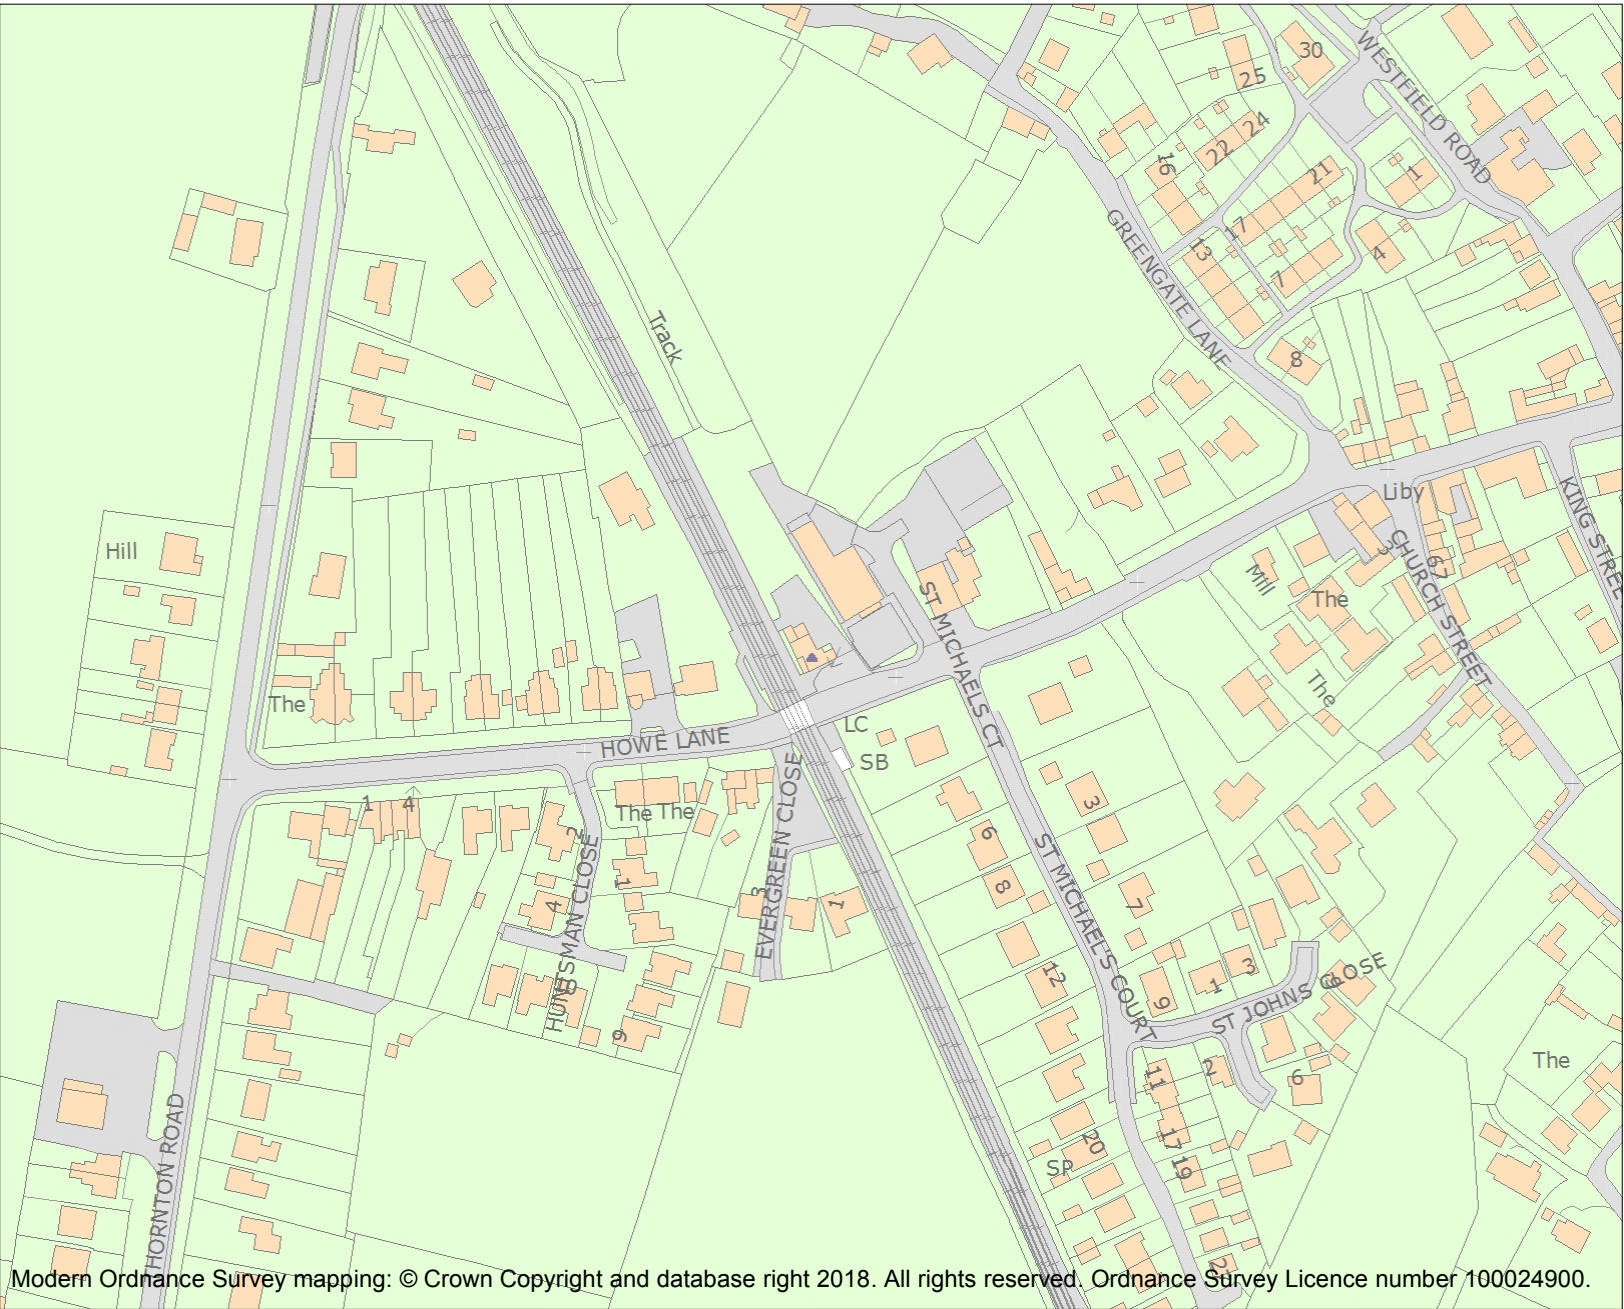 30
WESTFIELD ROAD
25
24
22
16
21
1
17
13
4
7
GREENGATE LANE
8
Track
Liby
KING STREE
3
CHURCH STREET
67
Hill
Mill
The
ST MICHAELS CT
The
The
LC
HOWE LANE
SB
1
4
The The
2
3
EVERGREEN CLOSE
6
ST MICHAEL'S COURT
1
8
3
1
7
4
HUNTSMAN CLOSE
12
3
1
9
ST JOHNS CLOSE
9
The
11
2
6
20
17
19
SP
THORNTON ROAD
Modern Ordnance Survey mapping: © Crown Copyright and database right 2018. All rights reserved. Ordnance Survey Licence number 100024900.